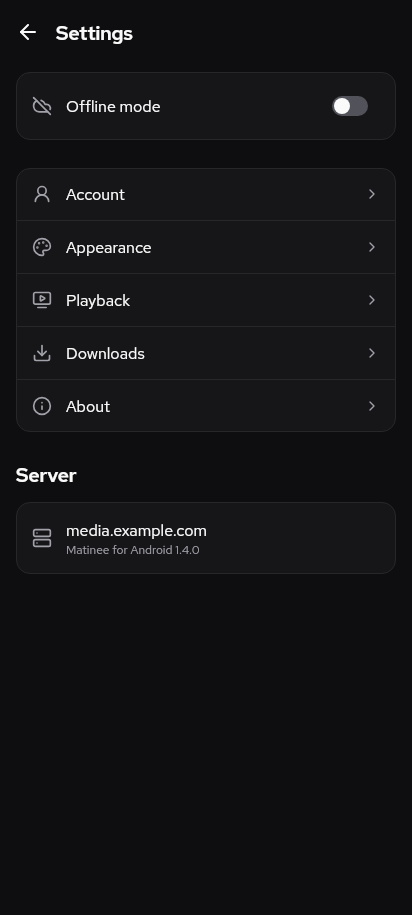 Settings
Offline mode
Account
Appearance
Playback
Downloads
About
Server
media.example.com
Matinee for Android 1.4.0